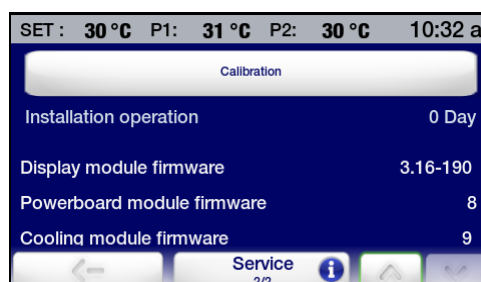 SET : 30 °C P1: 31 °C P2: 30 °C 10:32 a
Calibration
Installation operation 0 Day
Display module firmware 3.16-190
Powerboard module firmware 8
Cooling module firmware 9
Service
2/2